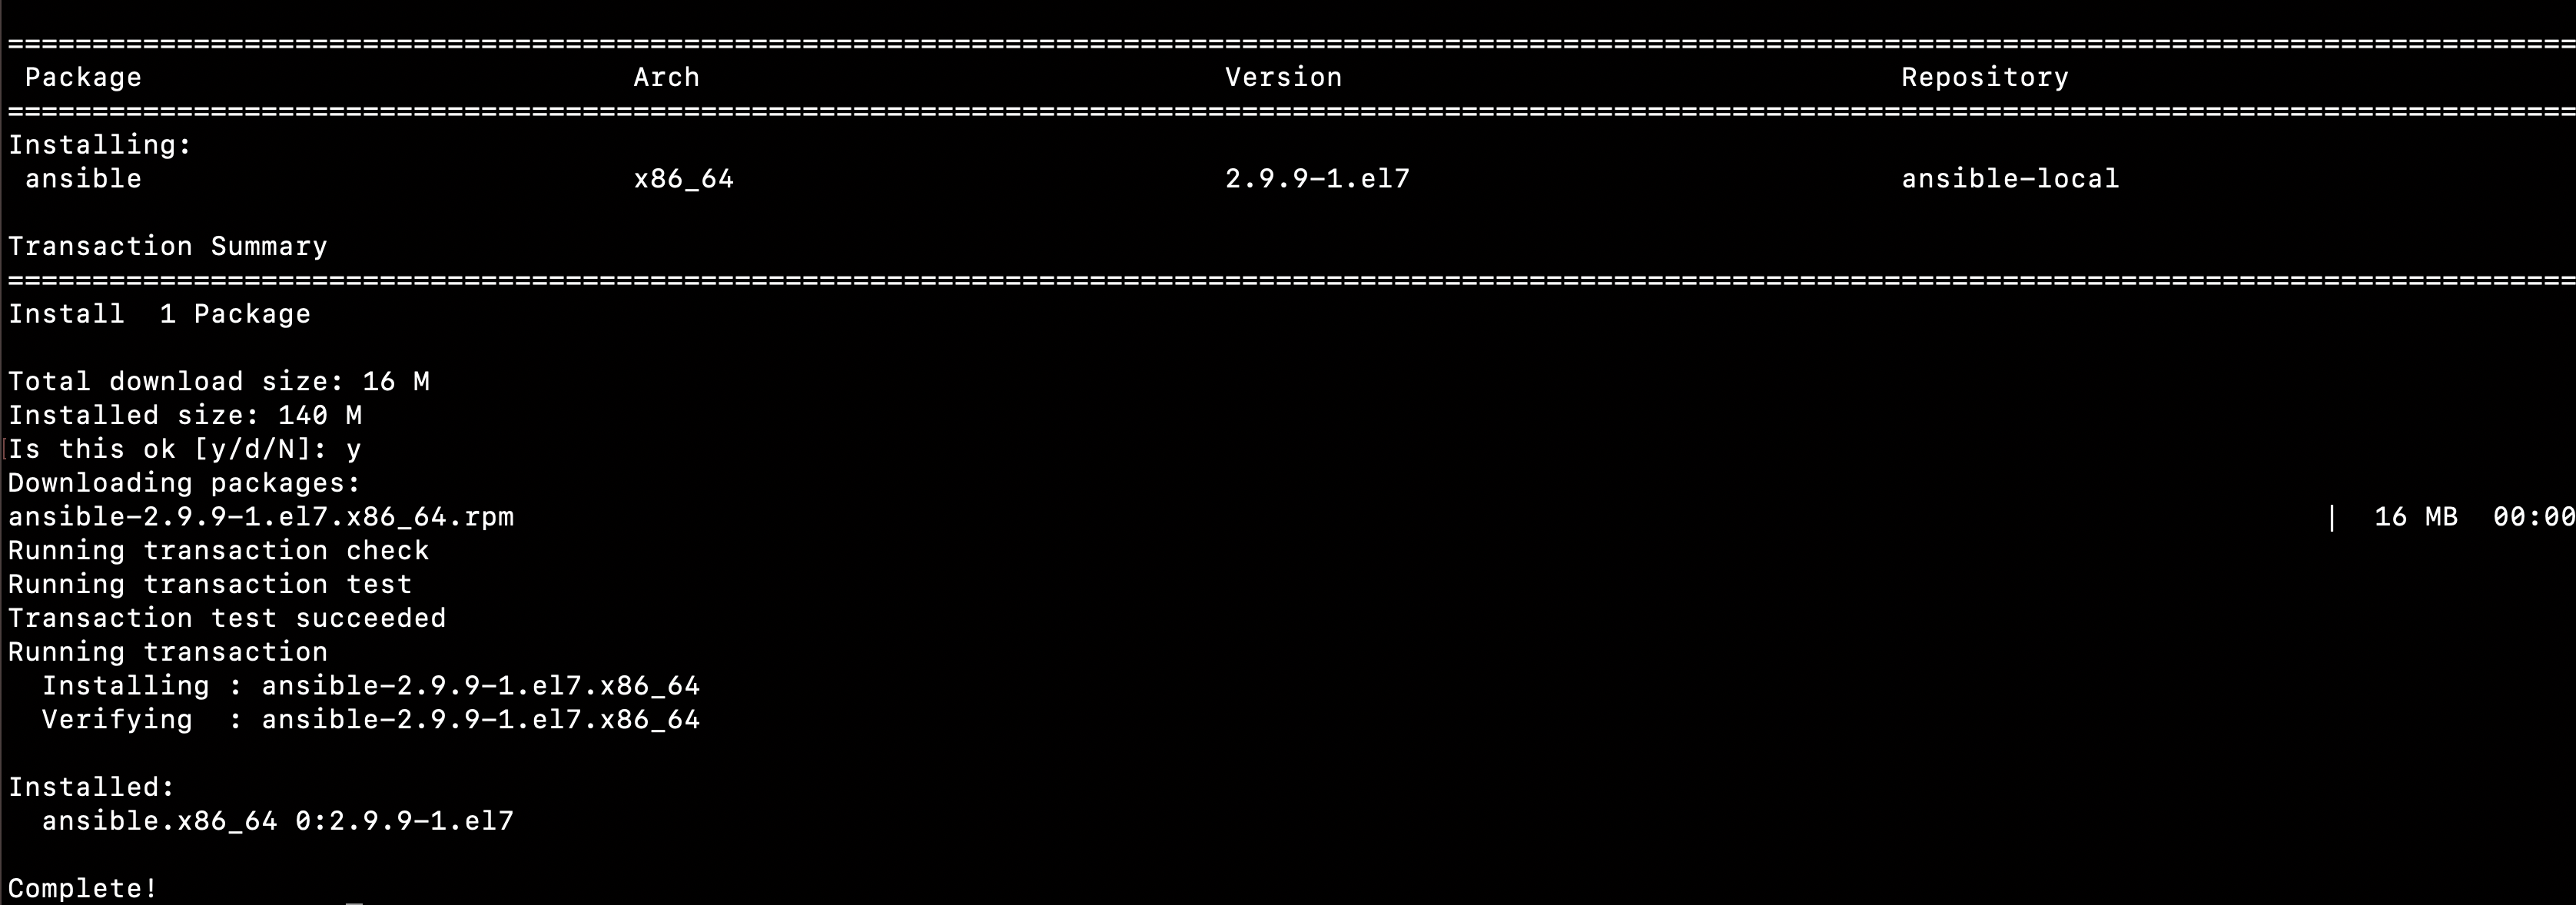 ================================================================================
Package Arch Version Repository
================================================================================
Installing:
ansible x86_64 2.9.9-1.el7 ansible-local
Transaction Summary
================================================================================
Install  1 Package
Total download size: 16 M
Installed size: 140 M
Is this ok [y/d/N]: y
Downloading packages:
ansible-2.9.9-1.el7.x86_64.rpm | 16 MB 00:00
Running transaction check
Running transaction test
Transaction test succeeded
Running transaction
Installing : ansible-2.9.9-1.el7.x86_64
Verifying  : ansible-2.9.9-1.el7.x86_64
Installed:
ansible.x86_64 0:2.9.9-1.el7
Complete!